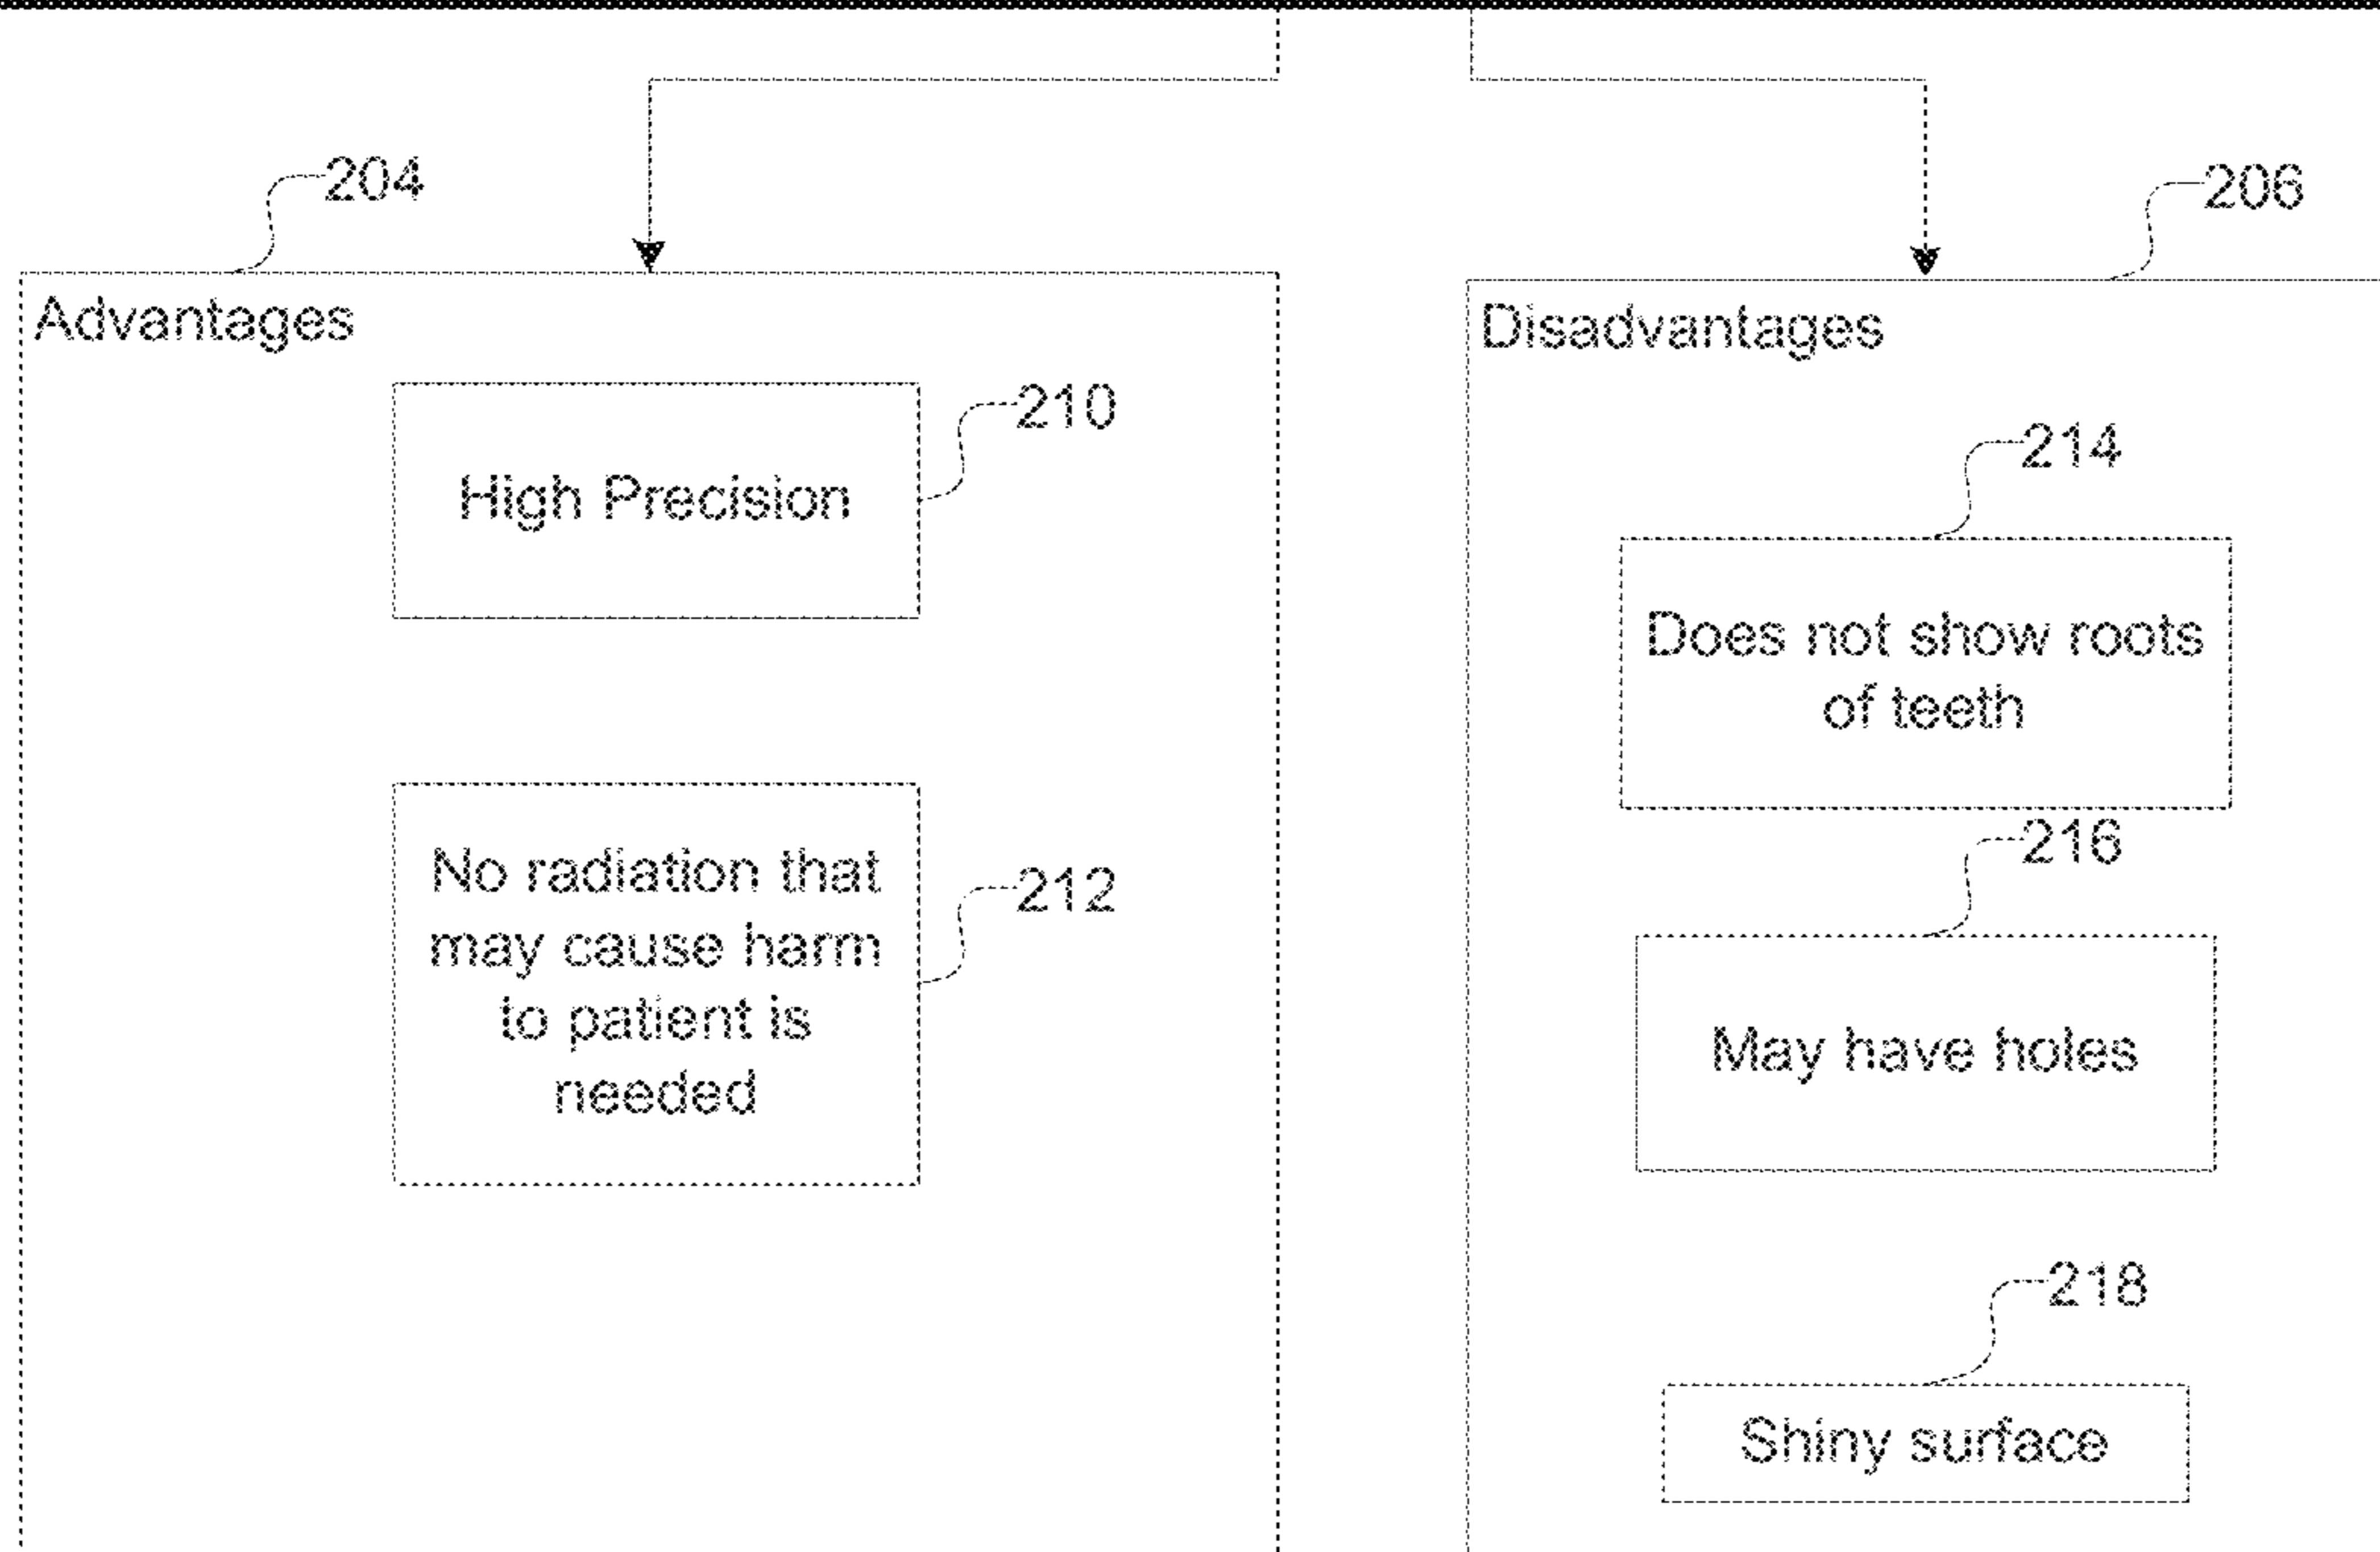 204
Advantages
210
High Precision
212
No radiation that
may cause harm
to patient is
needed
206
Disadvantages
214
Does not show roots
of teeth
216
May have holes
218
Shiny surface